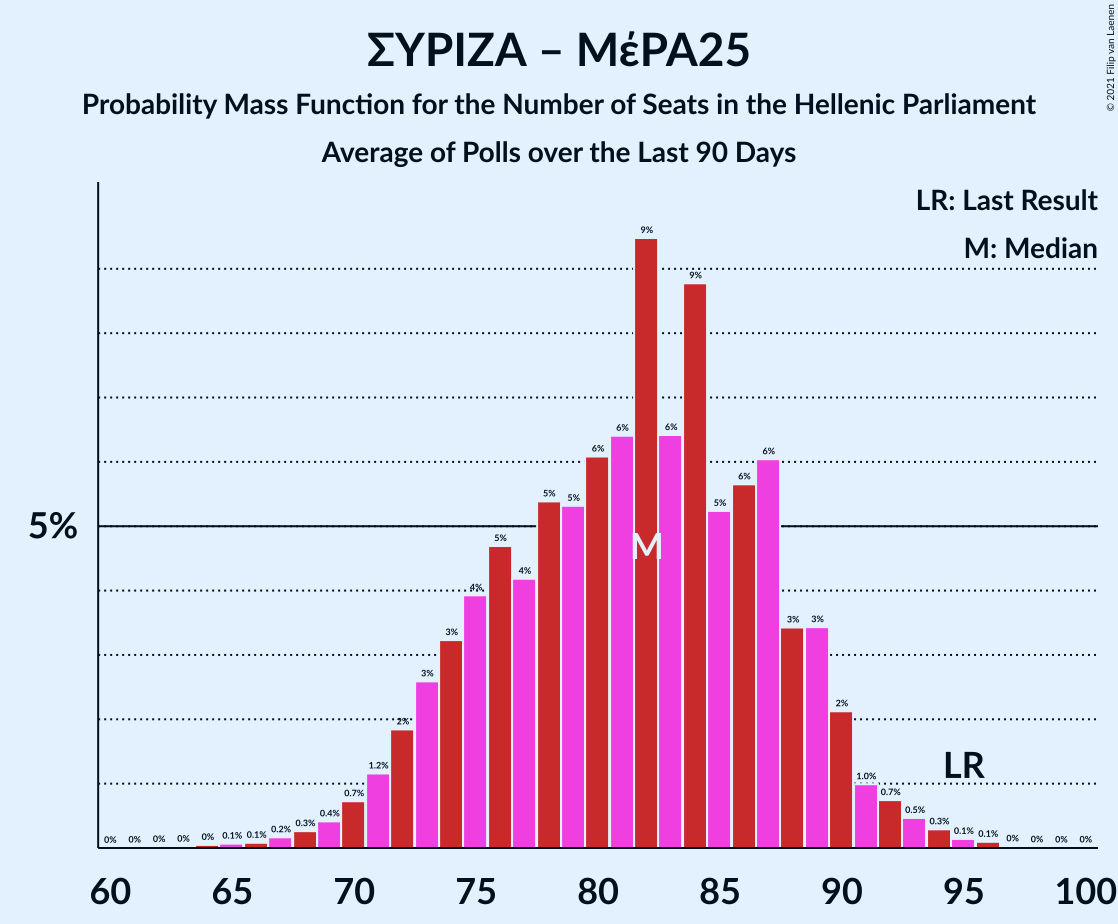 ΣΥΡΙΖΑ – ΜέΡΑ25
Probability Mass Function for the Number of Seats in the Hellenic Parliament
Average of Polls over the Last 90 Days
© 2021 Filip van Laenen
LR: Last Result
M: Median
5%
0% 0% 0% 0% 0% 0.1% 0.1% 0.2% 0.3% 0.4% 0.7% 1.2% 2% 3% 3% 4% 5% 4% 5% 5% 6% 6% 9% 6% 9% 5% 6% 6% 3% 3% 2% 1.0% 0.7% 0.5% 0.3% 0.1% 0.1% 0% 0% 0% 0%
M
LR
60 65 70 75 80 85 90 95 100